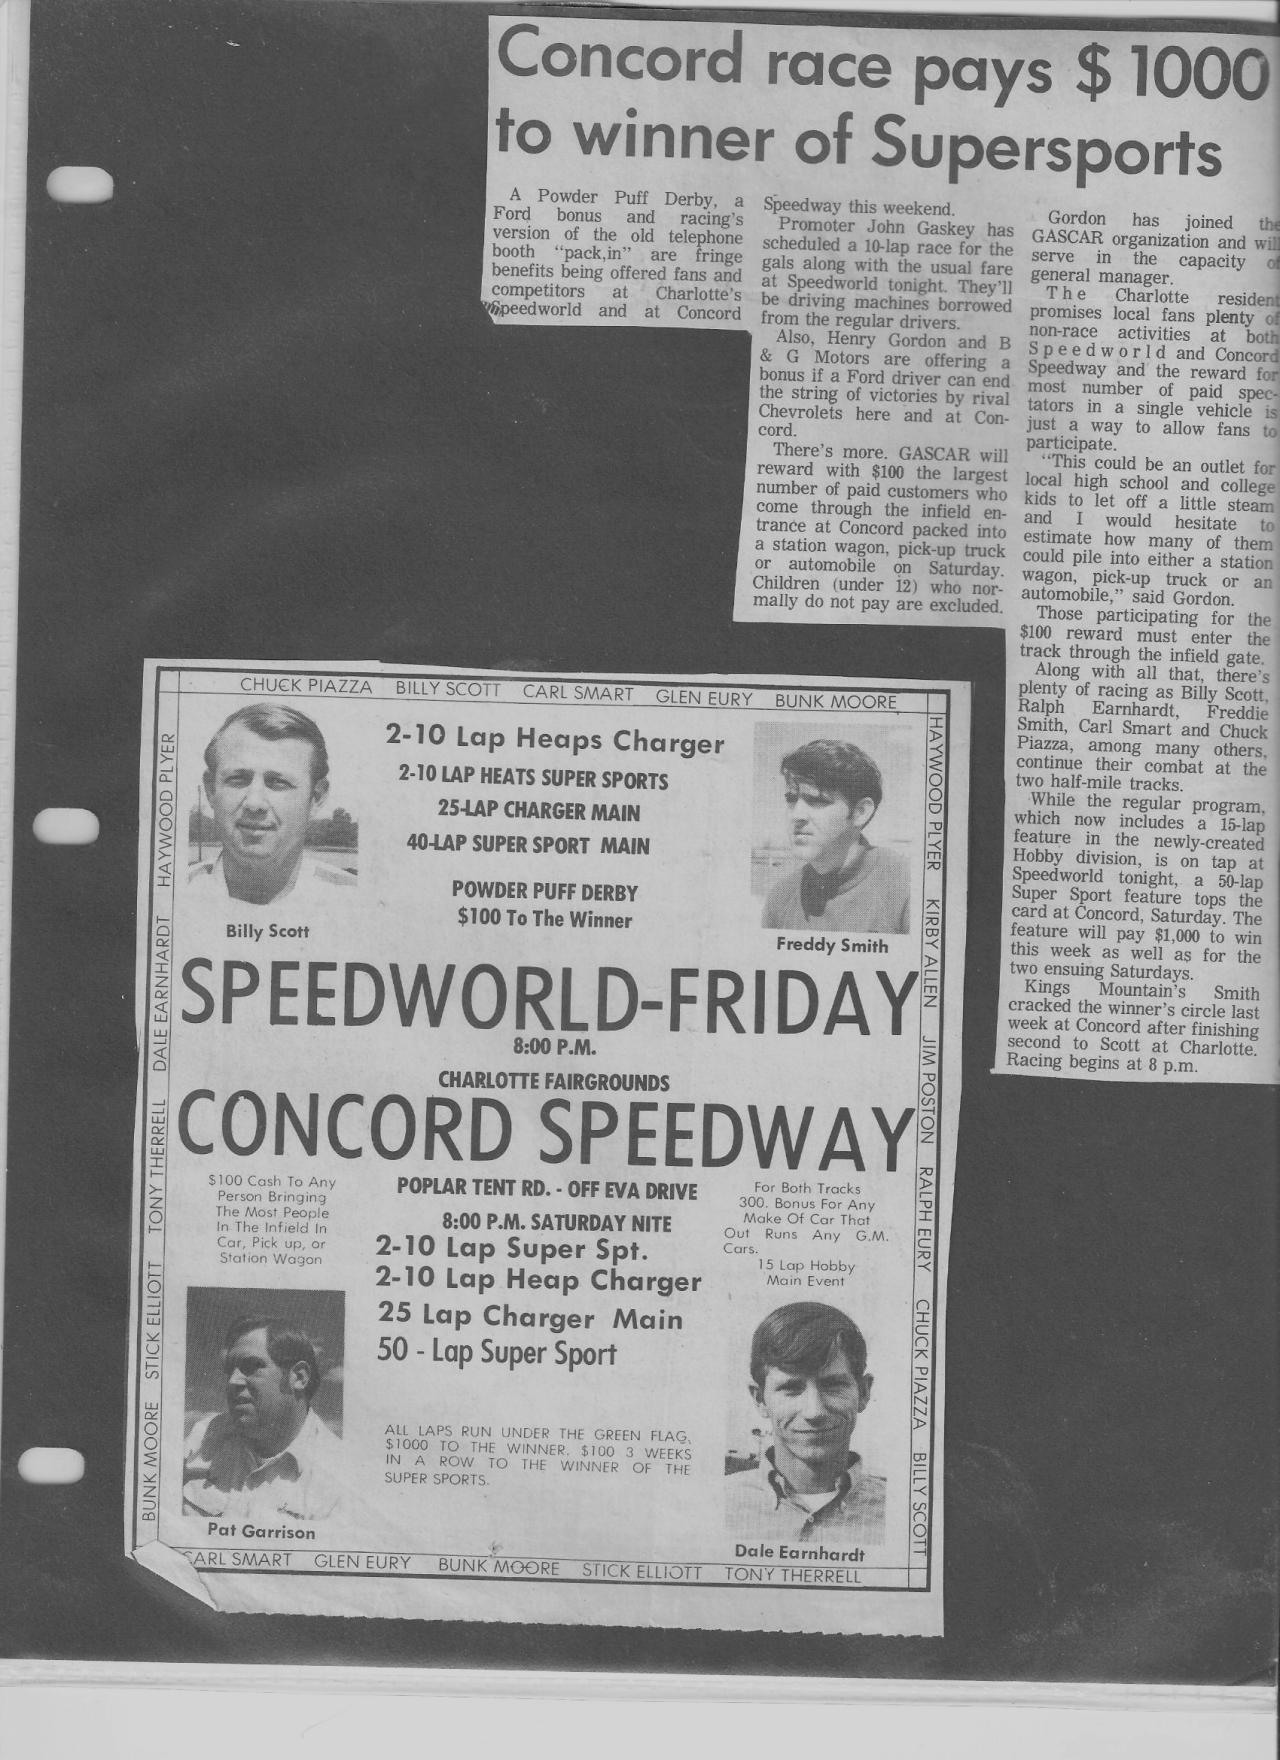 Concord race pays $1000
to winner of Supersports
A Powder Puff Derby, a
Ford bonus and racing's
version of the old telephone
booth "pack,in" are fringe
benefits being offered fans and
competitors at Charlotte's
Speedworld and at Concord
Speedway this weekend.
Promoter John Gaskey has
scheduled a 10-lap race for the
gals along with the usual fare
at Speedworld tonight. They'll
be driving machines borrowed
from the regular drivers.
Also, Henry Gordon and B
& G Motors are offering a
bonus if a Ford driver can end
the string of victories by rival
Chevrolets here and at Con-
cord.
There's more. GASCAR will
reward with $100 the largest
number of paid customers who
come through the infield en-
trance at Concord packed into
a station wagon, pick-up truck
or automobile on Saturday.
Children (under 12) who nor-
mally do not pay are excluded.
Gordon has joined the
GASCAR organization and will
serve in the capacity of
general manager.
The Charlotte resident
promises local fans plenty of
non-race activities at both
Speedworld and Concord
Speedway and the reward for
most number of paid spec-
tators in a single vehicle is
just a way to allow fans to
participate.
"This could be an outlet for
local high school and college
kids to let off a little steam
and I would hesitate to
estimate how many of them
could pile into either a station
wagon, pick-up truck or an
automobile," said Gordon.
Those participating for the
$100 reward must enter the
track through the infield gate.
Along with all that, there's
plenty of racing as Billy Scott,
Ralph Earnhardt, Freddie
Smith, Carl Smart and Chuck
Piazza, among many others,
continue their combat at the
two half-mile tracks.
While the regular program,
which now includes a 15-lap
feature in the newly-created
Hobby division, is on tap at
Speedworld tonight, a 50-lap
Super Sport feature tops the
card at Concord, Saturday. The
feature will pay $1,000 to win
this week as well as for the
two ensuing Saturdays.
Kings Mountain's Smith
cracked the winner's circle last
week at Concord after finishing
second to Scott at Charlotte.
Racing begins at 8 p.m.
CHUCK PIAZZA BILLY SCOTT CARL SMART GLEN EURY BUNK MOORE
HAYWOOD PLYER KIRBY ALLEN JIM POSTON RALPH EURY CHUCK PIAZZA BILLY SCOTT
BUNK MOORE STICK ELLIOTT TONY THERRELL DALE EARNHARDT HAYWOOD PLYER
2-10 Lap Heaps Charger
2-10 LAP HEATS SUPER SPORTS
25-LAP CHARGER MAIN
40-LAP SUPER SPORT MAIN
POWDER PUFF DERBY
$100 To The Winner
Billy Scott
Freddy Smith
SPEEDWORLD-FRIDAY
8:00 P.M.
CHARLOTTE FAIRGROUNDS
CONCORD SPEEDWAY
POPLAR TENT RD. - OFF EVA DRIVE
8:00 P.M. SATURDAY NITE
2-10 Lap Super Spt.
2-10 Lap Heap Charger
25 Lap Charger Main
50 - Lap Super Sport
$100 Cash To Any
Person Bringing
The Most People
In The Infield In
Car, Pick up, or
Station Wagon
For Both Tracks
300. Bonus For Any
Make Of Car That
Out Runs Any G.M.
Cars.
15 Lap Hobby
Main Event
ALL LAPS RUN UNDER THE GREEN FLAG,
$1000 TO THE WINNER. $100 3 WEEKS
IN A ROW TO THE WINNER OF THE
SUPER SPORTS.
Pat Garrison
Dale Earnhardt
CARL SMART GLEN EURY BUNK MOORE STICK ELLIOTT TONY THERRELL